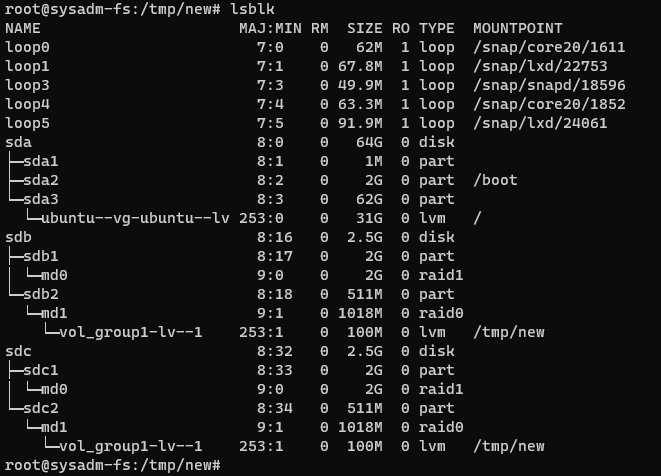 root@sysadm-fs:/tmp/new# lsblk
NAME                      MAJ:MIN RM  SIZE RO TYPE  MOUNTPOINT
loop0                       7:0    0   62M  1 loop  /snap/core20/1611
loop1                       7:1    0 67.8M  1 loop  /snap/lxd/22753
loop3                       7:3    0 49.9M  1 loop  /snap/snapd/18596
loop4                       7:4    0 63.3M  1 loop  /snap/core20/1852
loop5                       7:5    0 91.9M  1 loop  /snap/lxd/24061
sda                         8:0    0   64G  0 disk
├─sda1                      8:1    0    1M  0 part
├─sda2                      8:2    0    2G  0 part  /boot
└─sda3                      8:3    0   62G  0 part
  └─ubuntu--vg-ubuntu--lv 253:0    0   31G  0 lvm   /
sdb                         8:16   0  2.5G  0 disk
├─sdb1                      8:17   0    2G  0 part
│ └─md0                     9:0    0    2G  0 raid1
└─sdb2                      8:18   0  511M  0 part
  └─md1                     9:1    0 1018M  0 raid0
    └─vol_group1-lv--1    253:1    0  100M  0 lvm   /tmp/new
sdc                         8:32   0  2.5G  0 disk
├─sdc1                      8:33   0    2G  0 part
│ └─md0                     9:0    0    2G  0 raid1
└─sdc2                      8:34   0  511M  0 part
  └─md1                     9:1    0 1018M  0 raid0
    └─vol_group1-lv--1    253:1    0  100M  0 lvm   /tmp/new
root@sysadm-fs:/tmp/new#